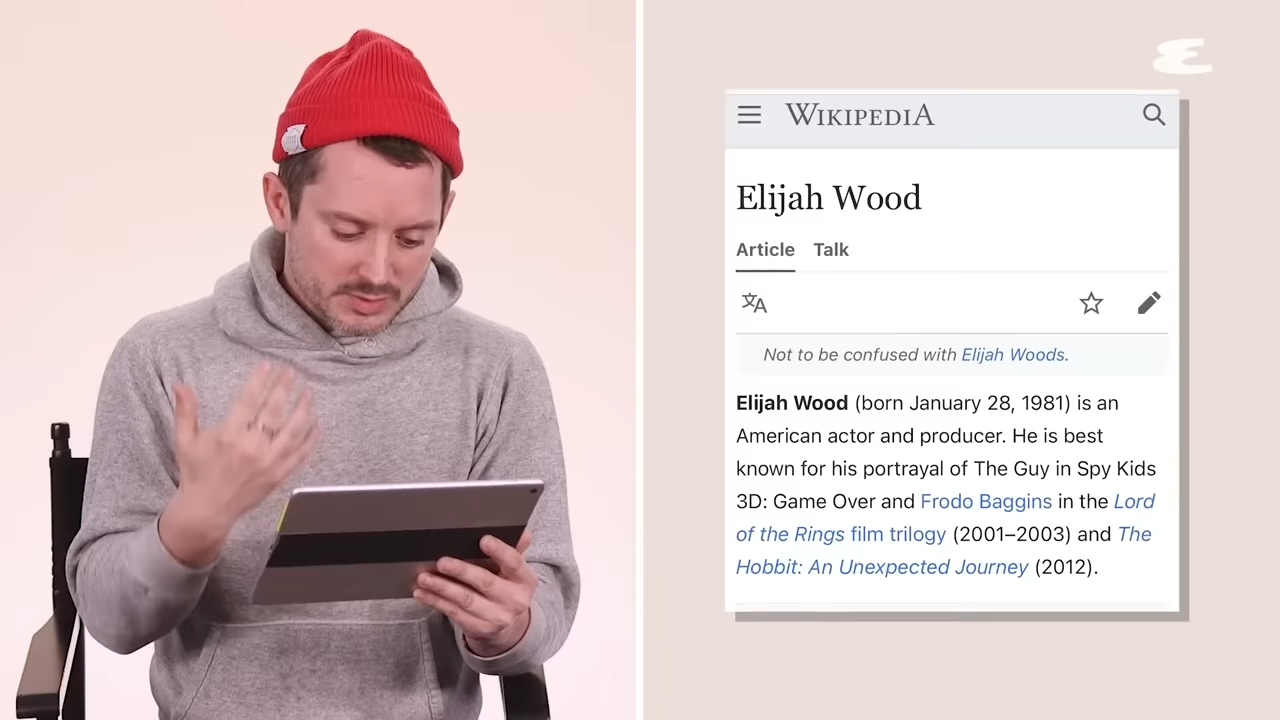 WIKIPEDIA
Elijah Wood
Article Talk
Not to be confused with Elijah Woods.
Elijah Wood (born January 28, 1981) is an
American actor and producer. He is best
known for his portrayal of The Guy in Spy Kids
3D: Game Over and Frodo Baggins in the Lord
of the Rings film trilogy (2001–2003) and The
Hobbit: An Unexpected Journey (2012).